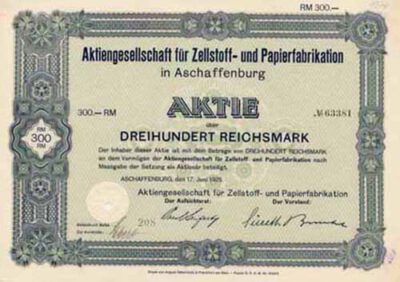 RM 300.—
Aktiengesellschaft für Zellstoff- und Papierfabrikation
in Aschaffenburg
300.— RM
AKTIE
№ 63381
über
DREIHUNDERT REICHSMARK
RM
300
RM
Der Inhaber dieser Aktie ist mit dem Betrage von DREIHUNDERT REICHSMARK
an dem Vermögen der Aktiengesellschaft für Zellstoff- und Papierfabrikation nach
Massgabe der Satzung als Aktionär beteiligt.
ASCHAFFENBURG, den 17. Juni 1925.
Aktiengesellschaft für Zellstoff- und Papierfabrikation
Der Aufsichtsrat:
Der Vorstand:
208